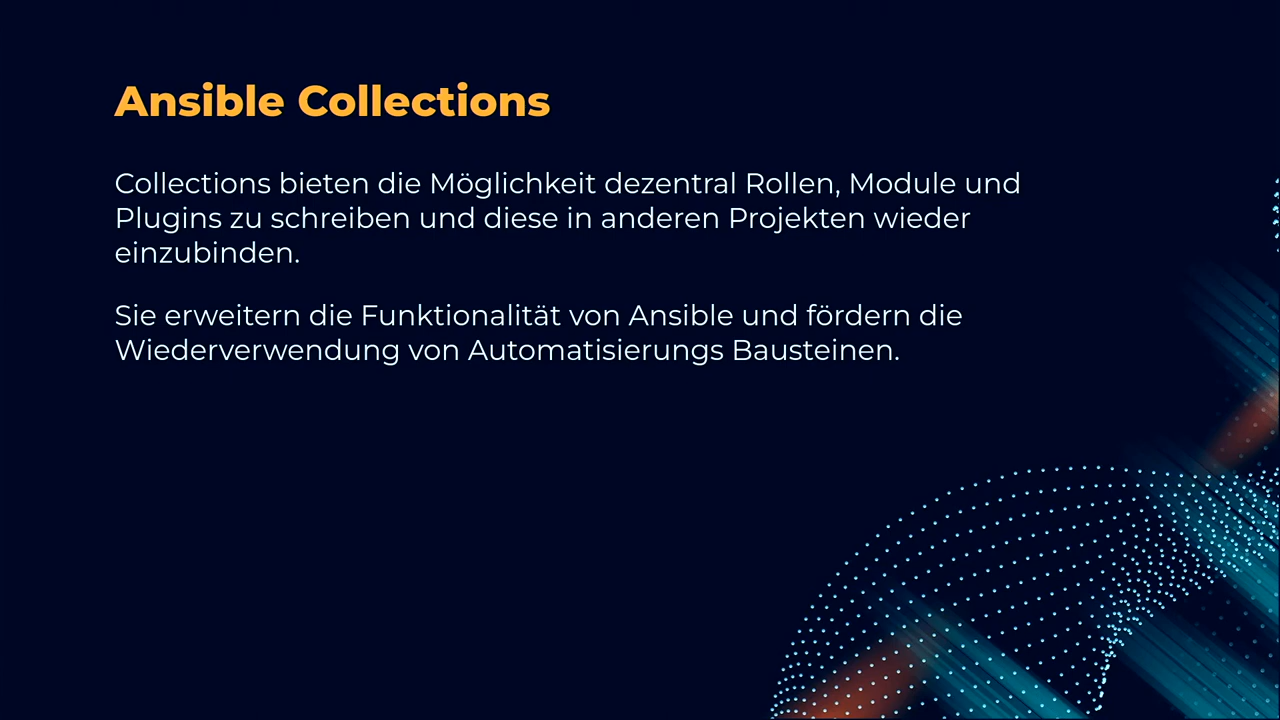 Ansible Collections
Collections bieten die Möglichkeit dezentral Rollen, Module und
Plugins zu schreiben und diese in anderen Projekten wieder
einzubinden.
Sie erweitern die Funktionalität von Ansible und fördern die
Wiederverwendung von Automatisierungs Bausteinen.